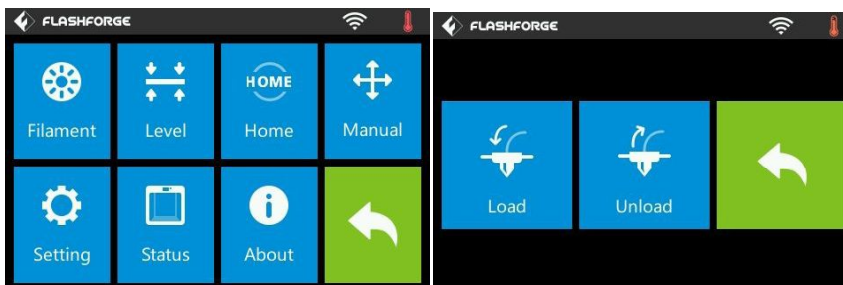 FLASHFORGE
Filament Level Home Manual
HOME
Setting Status About
FLASHFORGE
Load Unload